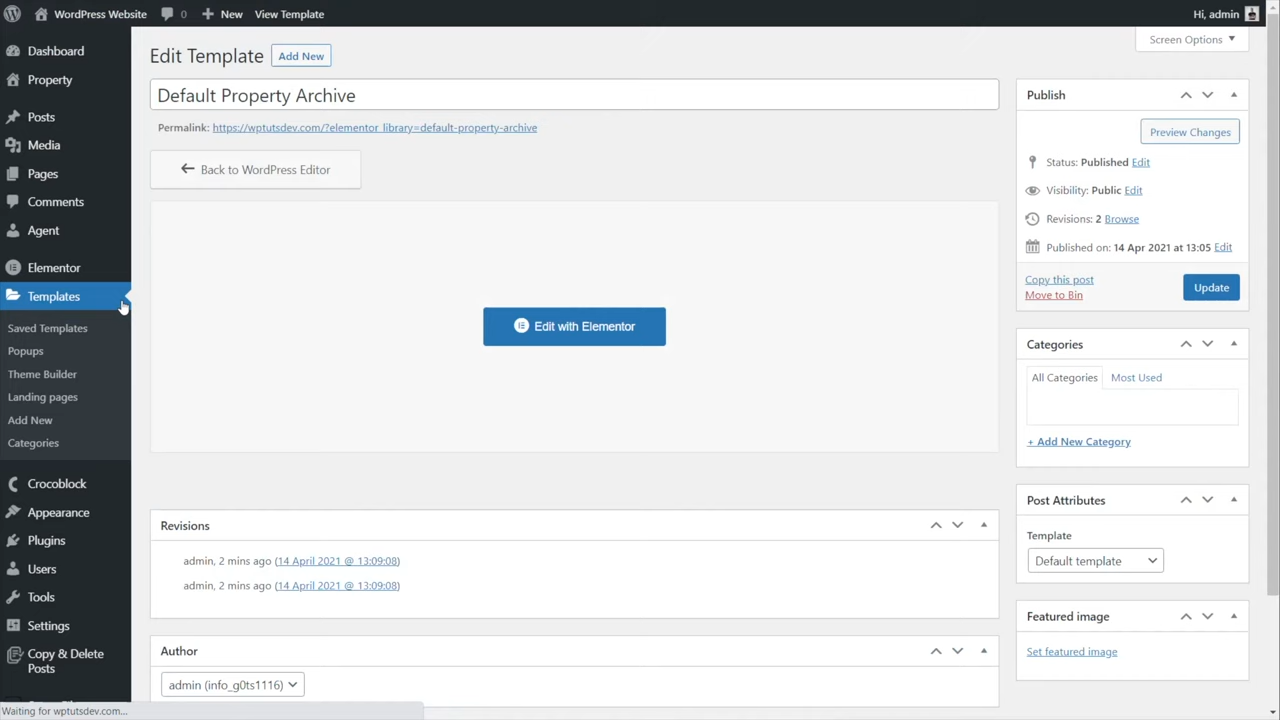 WordPress Website
0
New
View Template
Hi, admin
Screen Options
Dashboard
Property
Posts
Media
Pages
Comments
Agent
Elementor
Templates
Saved Templates
Popups
Theme Builder
Landing pages
Add New
Categories
Crocoblock
Appearance
Plugins
Users
Tools
Settings
Copy & Delete
Posts
Edit Template
Add New
Default Property Archive
Permalink: https://wptutsdev.com/?elementor_library=default-property-archive
Back to WordPress Editor
Edit with Elementor
Revisions
admin, 2 mins ago (14 April 2021 @ 13:09:08)
admin, 2 mins ago (14 April 2021 @ 13:09:08)
Author
admin (info_g0ts1116)
Publish
Preview Changes
Status: Published Edit
Visibility: Public Edit
Revisions: 2 Browse
Published on: 14 Apr 2021 at 13:05 Edit
Copy this post
Move to Bin
Update
Categories
All Categories
Most Used
+ Add New Category
Post Attributes
Template
Default template
Featured image
Set featured image
Waiting for wptutsdev.com...